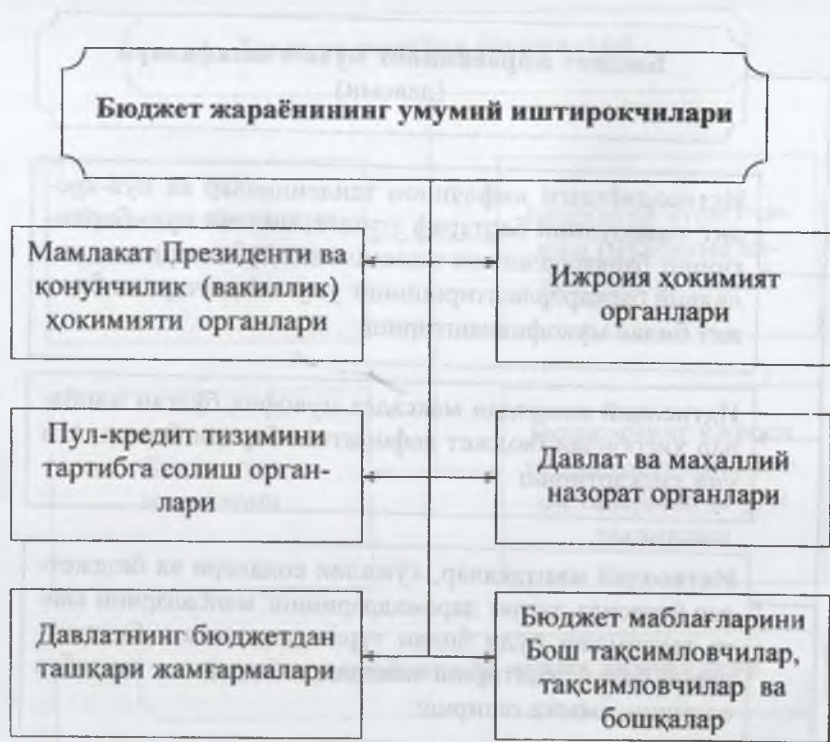 Бюджет жараёнининг умумий иштирокчилари
Мамлакат Президенти ва
қонунчилик (вакиллик)
ҳокимияти органлари
Ижроия ҳокимият
органлари
Пул-кредит тизимини
тартибга солиш орган-
лари
Давлат ва маҳаллий
назорат органлари
Давлатнинг бюджетдан
ташқари жамғармалари
Бюджет маблағларини
Бош тақсимловчилар,
тақсимловчилар ва
бошқалар